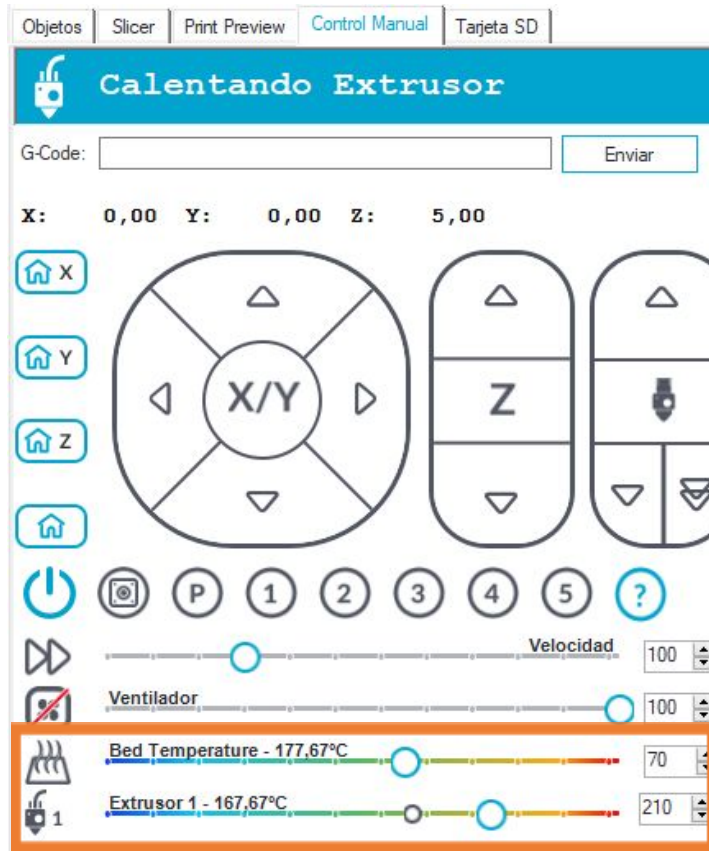 Objetos Slicer Print Preview Control Manual Tarjeta SD
Calentando Extrusor
G-Code: Enviar
X: 0,00 Y: 0,00 Z: 5,00
X
Y
X/Y Z
Z
P 1 2 3 4 5 ?
Velocidad 100
Ventilador 100
Bed Temperature - 177,67ºC 70
1 Extrusor 1 - 167,67ºC 210